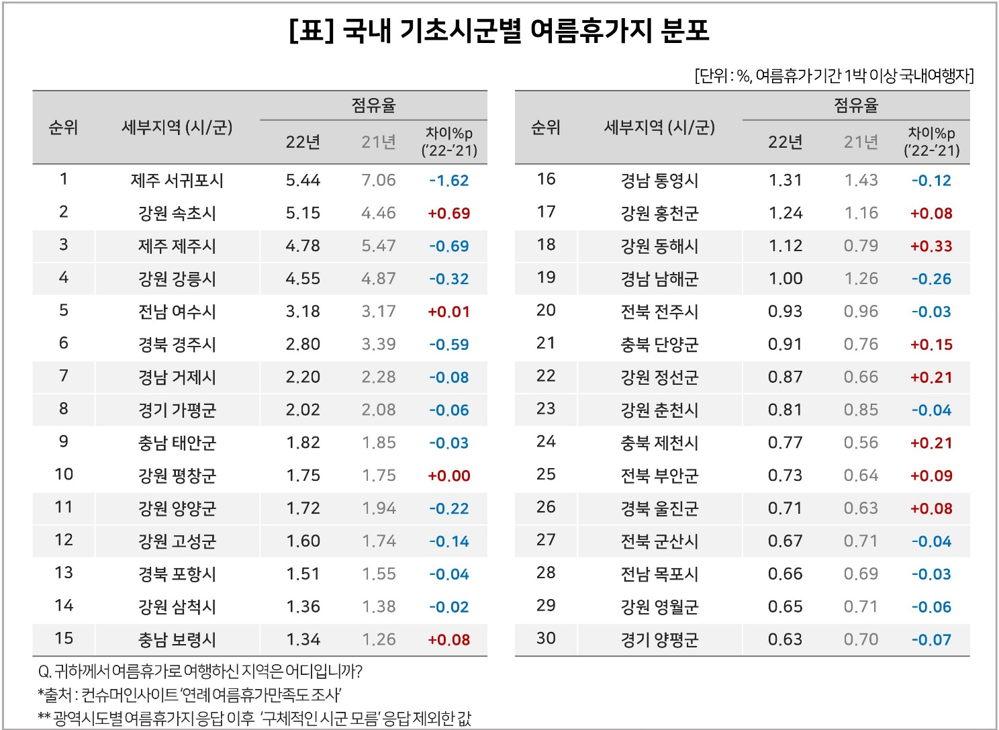 [표] 국내 기초시군별 여름휴가지 분포
[단위 : %, 여름휴가 기간 1박 이상 국내여행자]
순위 세부지역 (시/군) 점유율
22년 21년 차이%p
('22-'21)
1 제주 서귀포시 5.44 7.06 -1.62
2 강원 속초시 5.15 4.46 +0.69
3 제주 제주시 4.78 5.47 -0.69
4 강원 강릉시 4.55 4.87 -0.32
5 전남 여수시 3.18 3.17 +0.01
6 경북 경주시 2.80 3.39 -0.59
7 경남 거제시 2.20 2.28 -0.08
8 경기 가평군 2.02 2.08 -0.06
9 충남 태안군 1.82 1.85 -0.03
10 강원 평창군 1.75 1.75 +0.00
11 강원 양양군 1.72 1.94 -0.22
12 강원 고성군 1.60 1.74 -0.14
13 경북 포항시 1.51 1.55 -0.04
14 강원 삼척시 1.36 1.38 -0.02
15 충남 보령시 1.34 1.26 +0.08
순위 세부지역 (시/군) 점유율
22년 21년 차이%p
('22-'21)
16 경남 통영시 1.31 1.43 -0.12
17 강원 홍천군 1.24 1.16 +0.08
18 강원 동해시 1.12 0.79 +0.33
19 경남 남해군 1.00 1.26 -0.26
20 전북 전주시 0.93 0.96 -0.03
21 충북 단양군 0.91 0.76 +0.15
22 강원 정선군 0.87 0.66 +0.21
23 강원 춘천시 0.81 0.85 -0.04
24 충북 제천시 0.77 0.56 +0.21
25 전북 부안군 0.73 0.64 +0.09
26 경북 울진군 0.71 0.63 +0.08
27 전북 군산시 0.67 0.71 -0.04
28 전남 목포시 0.66 0.69 -0.03
29 강원 영월군 0.65 0.71 -0.06
30 경기 양평군 0.63 0.70 -0.07
Q. 귀하께서 여름휴가로 여행하신 지역은 어디입니까?
*출처 : 컨슈머인사이트 '연례 여름휴가만족도 조사'
** 광역시도별 여름휴가지 응답 이후 '구체적인 시군 모름' 응답 제외한 값